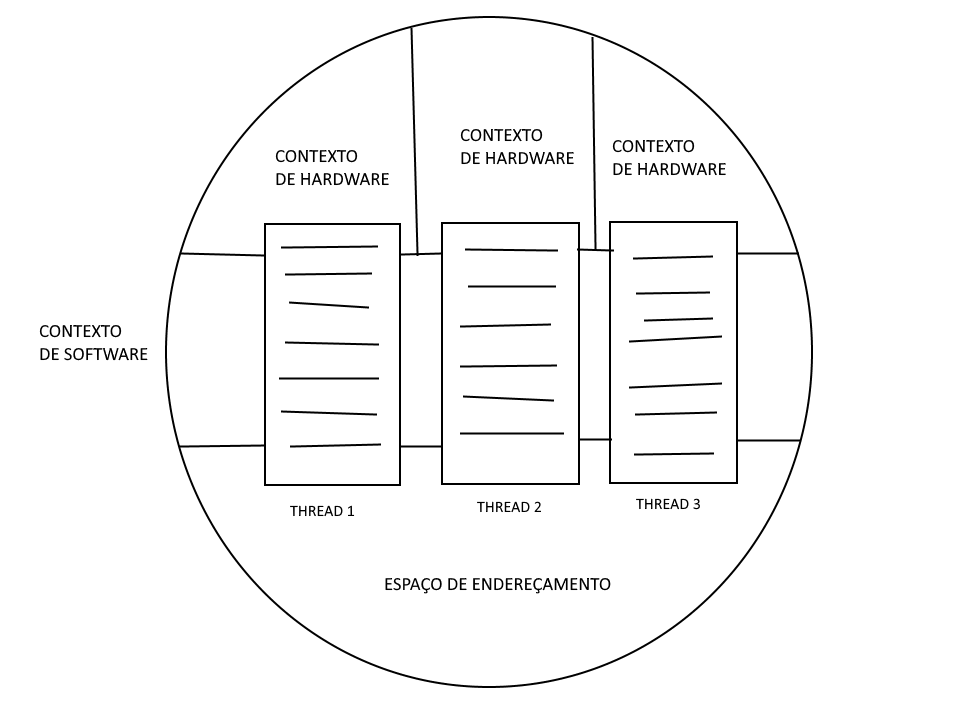 CONTEXTO
DE HARDWARE
CONTEXTO
DE HARDWARE
CONTEXTO
DE HARDWARE
CONTEXTO
DE SOFTWARE
THREAD 1
THREAD 2
THREAD 3
ESPAÇO DE ENDEREÇAMENTO